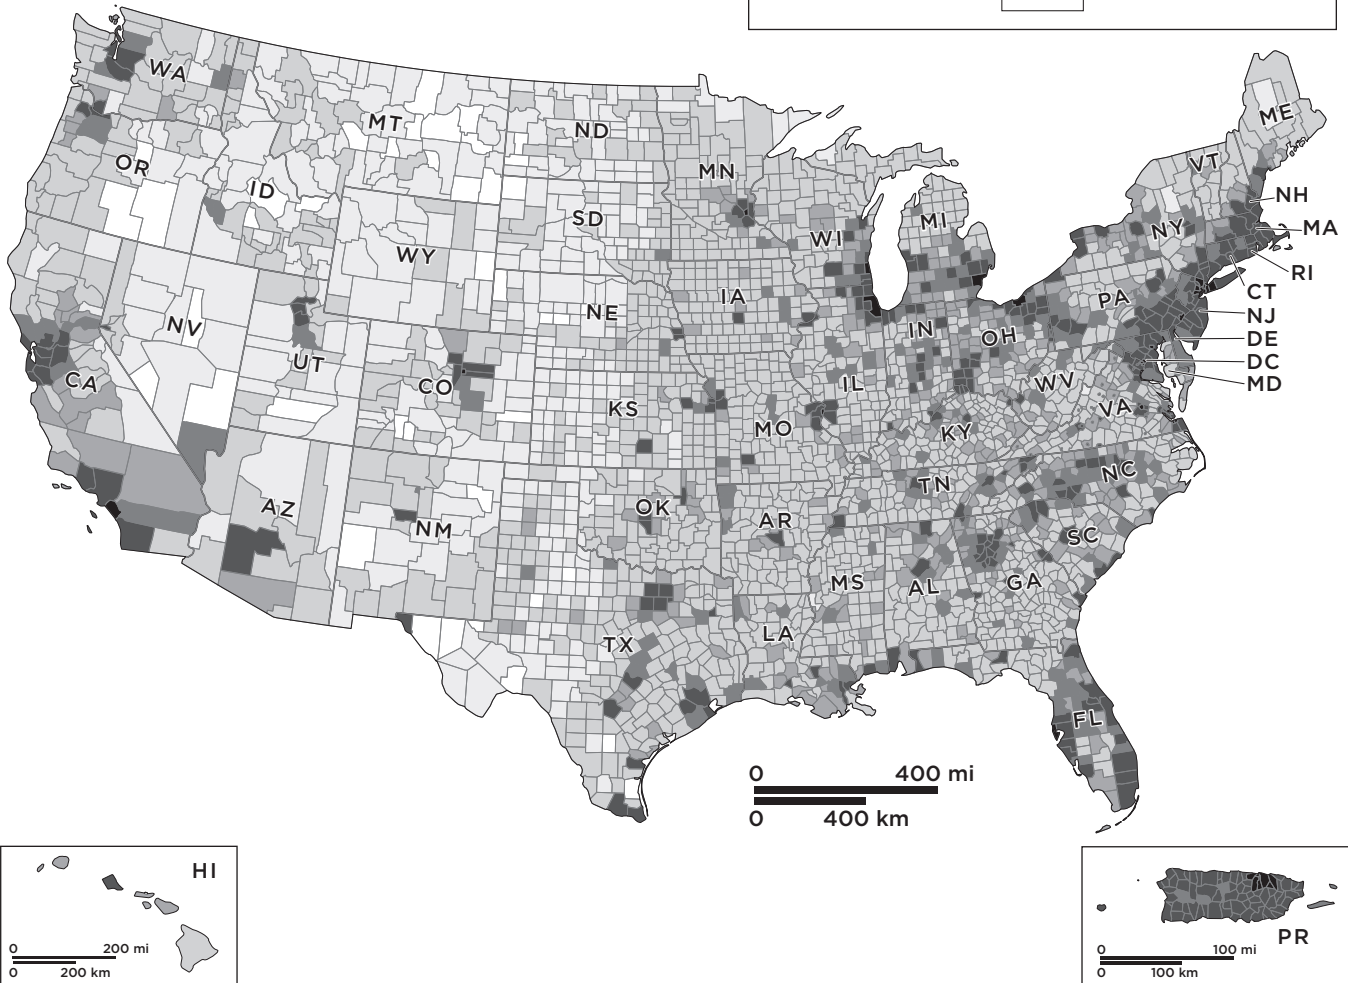 WA
MT
ND
MN
ME
VT
NH
OR
ID
SD
WI
MI
NY
MA
WY
RI
IA
PA
CT
NV
NE
IN
OH
NJ
DE
UT
DC
CA
CO
IL
WV
MD
KS
VA
MO
KY
NC
TN
AZ
OK
AR
NM
SC
MS
AL
GA
LA
TX
FL
0 400 mi
0 400 km
HI
0 200 mi
0 200 km
PR
0 100 mi
0 100 km